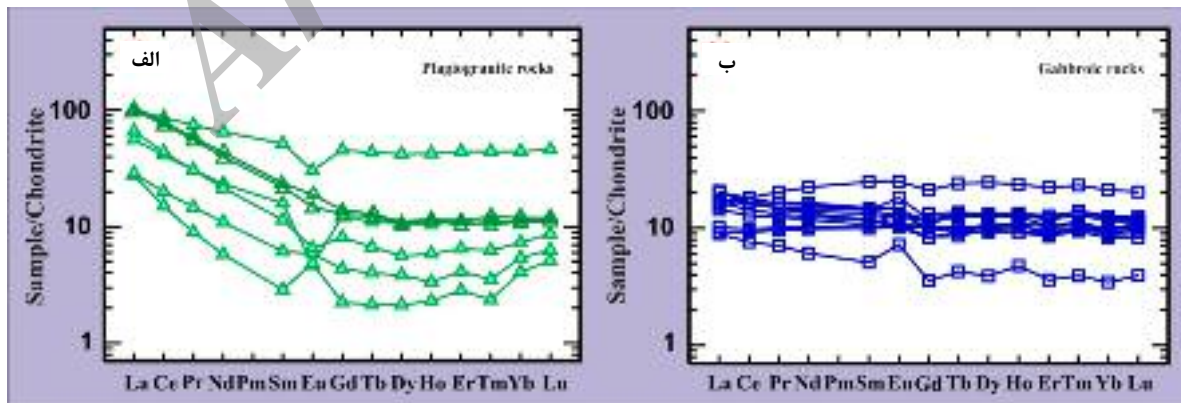 الف
Plagiogranite rocks
Sample/Chondrite
100
10
1
La Ce Pr Nd Pm Sm Eu Gd Tb Dy Ho Er Tm Yb Lu
ب
Gabbroic rocks
Sample/Chondrite
100
10
1
La Ce Pr Nd Pm Sm Eu Gd Tb Dy Ho Er Tm Yb Lu